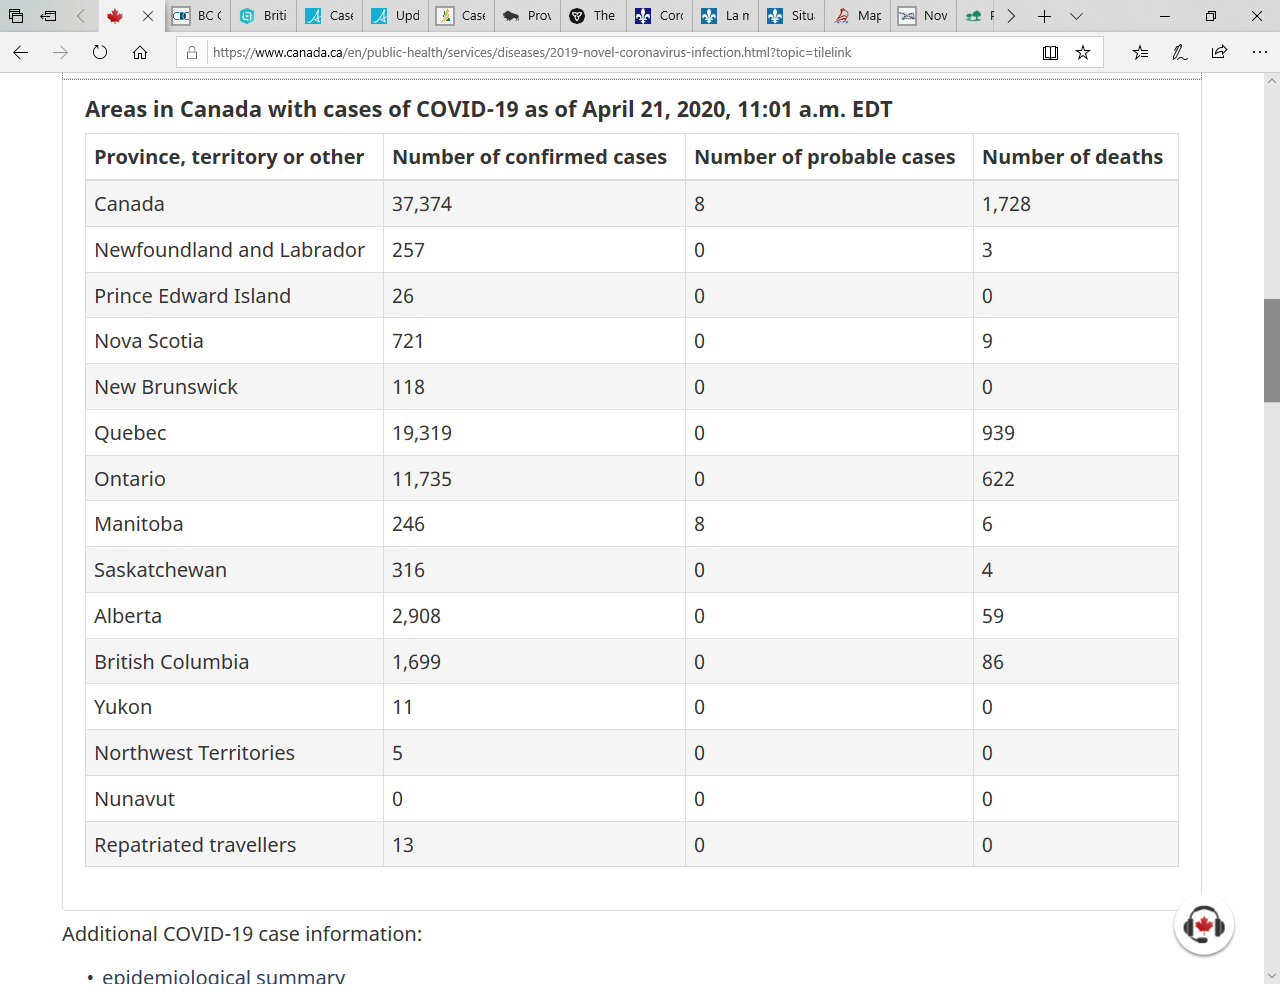 BC
Briti
Case
Upd
Case
Prov
The
Corc
La n
Situ
Map
Nov
https://www.canada.ca/en/public-health/services/diseases/2019-novel-coronavirus-infection.html?topic=tilelink
Areas in Canada with cases of COVID-19 as of April 21, 2020, 11:01 a.m. EDT
Province, territory or other Number of confirmed cases Number of probable cases Number of deaths
Canada 37,374 8 1,728
Newfoundland and Labrador 257 0 3
Prince Edward Island 26 0 0
Nova Scotia 721 0 9
New Brunswick 118 0 0
Quebec 19,319 0 939
Ontario 11,735 0 622
Manitoba 246 8 6
Saskatchewan 316 0 4
Alberta 2,908 0 59
British Columbia 1,699 0 86
Yukon 11 0 0
Northwest Territories 5 0 0
Nunavut 0 0 0
Repatriated travellers 13 0 0
Additional COVID-19 case information:
• epidemiological summary